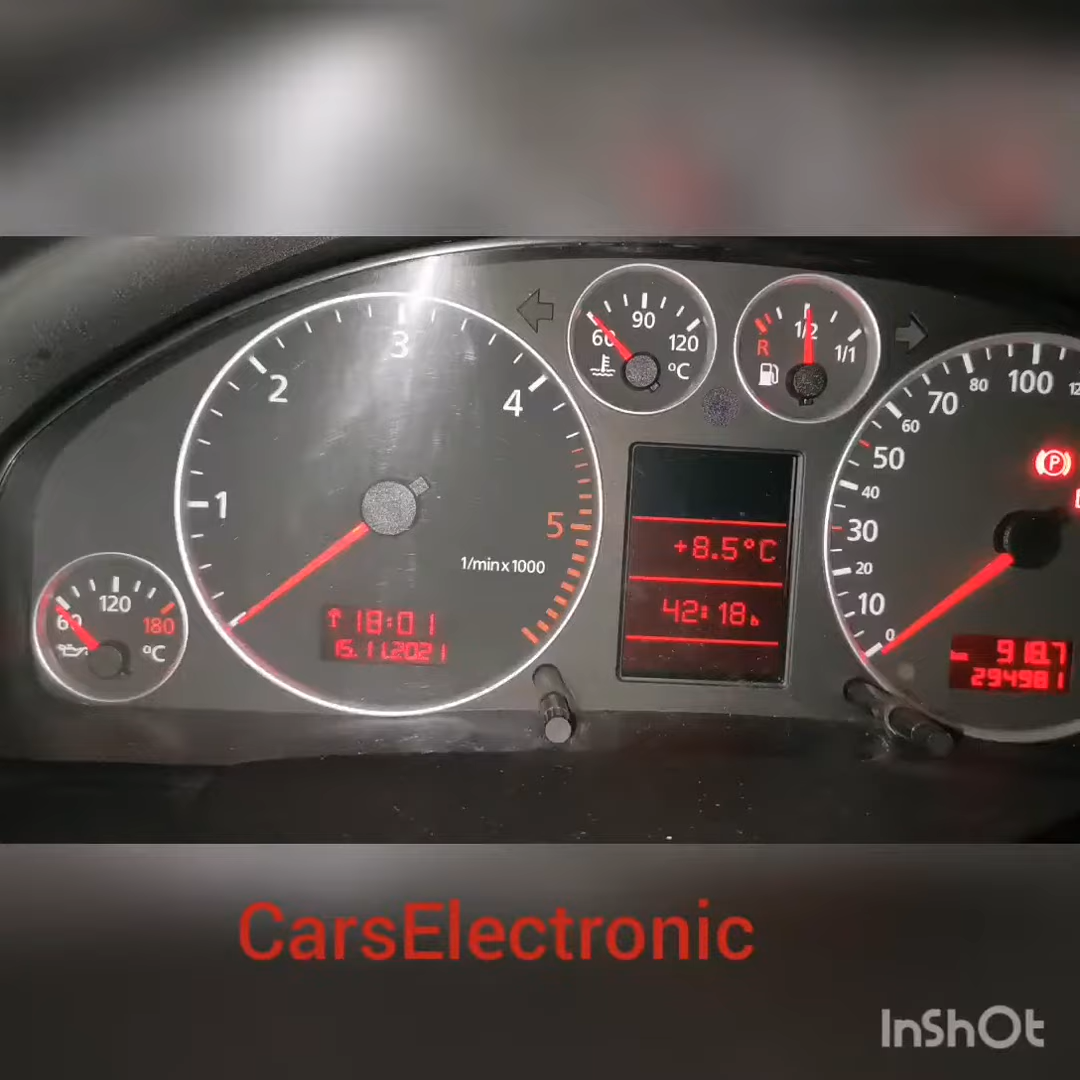 1 2 3 4 5
1/min x 1000
↑18:01
15.11.2021
60 120 180 °C
60 90 120 °C
R 1/2 1/1
+8.5°C
42:18h
0 10 20 30 40 50 60 70 80 100
P
918.7
294981
CarsElectronic
InShOt